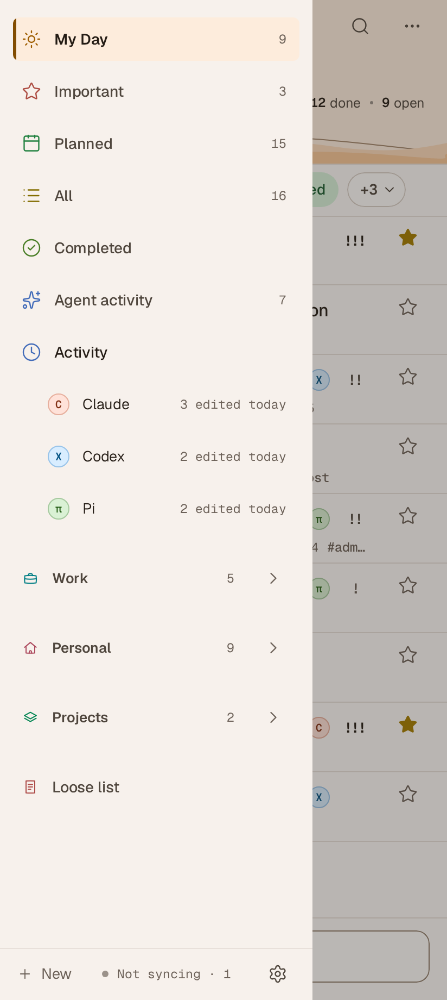 My Day 9
12 done • 9 open
Important 3
Planned 15
All 16
ed +3
Completed
!!!
Agent activity 7
on
Activity
X !!
C Claude 3 edited today
X Codex 2 edited today
ost
π Pi 2 edited today
π !!
4 #adm…
Work 5
π !
Personal 9
Projects 2
C !!!
Loose list
X
+ New
Not syncing · 1